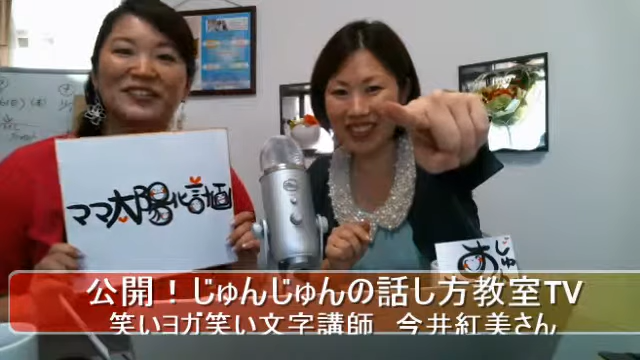 ママ太陽化計画
じゅ
公開！じゅんじゅんの話し方教室TV
笑いヨガ笑い文字講師 今井紅美さん